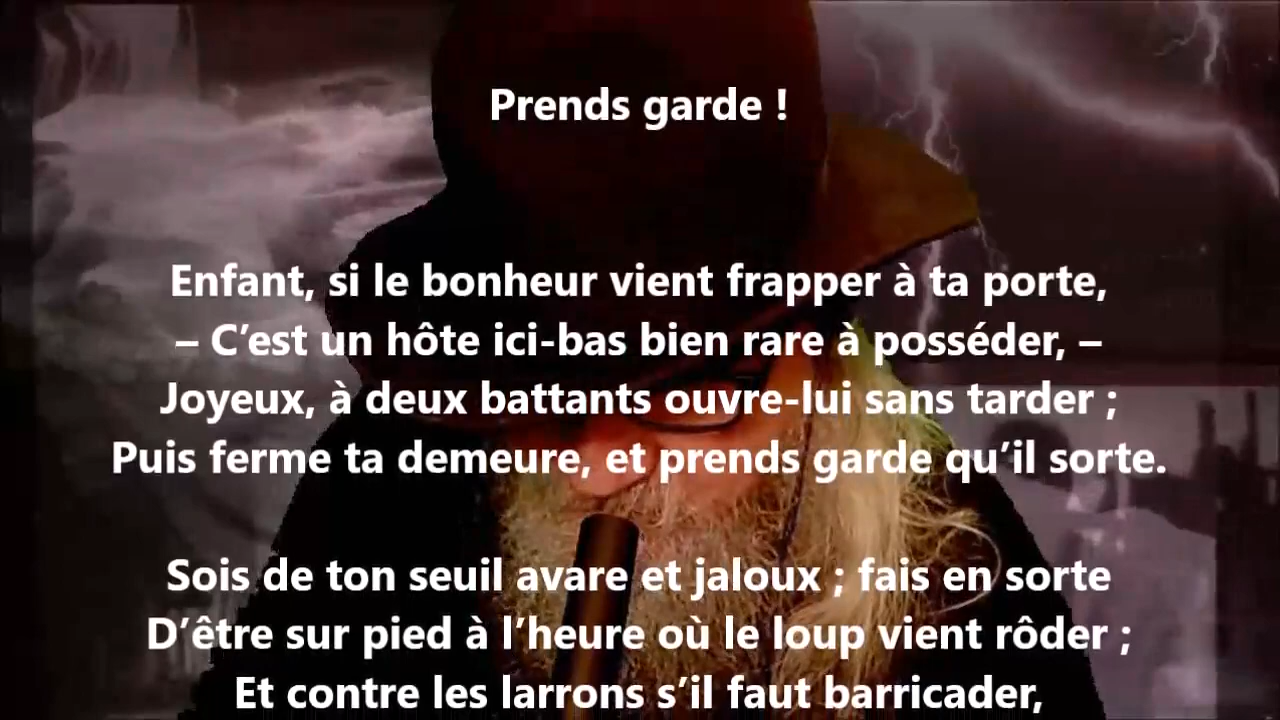 Prends garde !
Enfant, si le bonheur vient frapper à ta porte,
– C’est un hôte ici-bas bien rare à posséder, –
Joyeux, à deux battants ouvre-lui sans tarder ;
Puis ferme ta demeure, et prends garde qu’il sorte.
Sois de ton seuil avare et jaloux ; fais en sorte
D’être sur pied à l’heure où le loup vient rôder ;
Et contre les larrons s’il faut barricader,